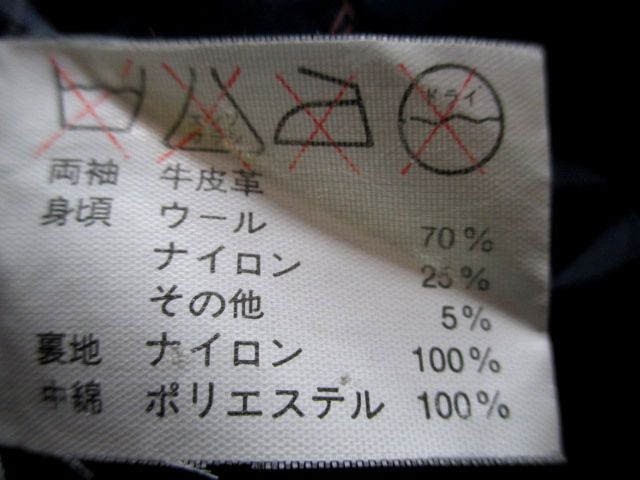 ドライ
両袖 牛皮革
身頃 ウール 70%
ナイロン 25%
その他 5%
裏地 ナイロン 100%
中綿 ポリエステル 100%